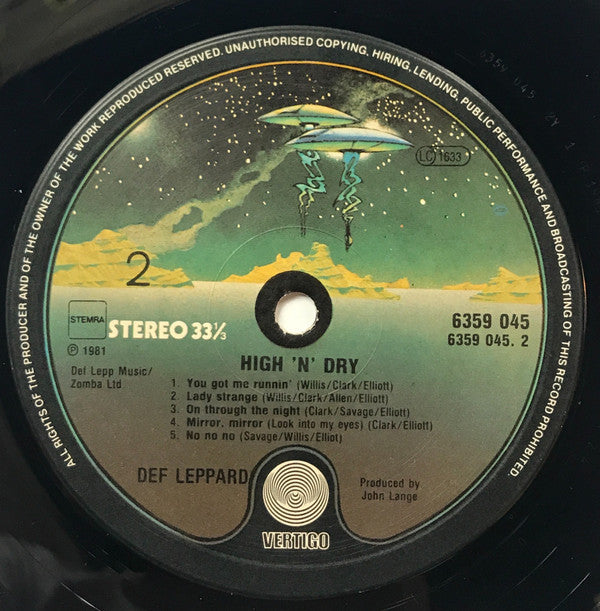 ALL RIGHTS OF THE PRODUCER AND OF THE OWNER OF THE WORK REPRODUCED RESERVED. UNAUTHORISED COPYING, HIRING, LENDING, PUBLIC PERFORMANCE AND BROADCASTING OF THIS RECORD PROHIBITED
LC 1633
2
STEMRA
STEREO 33⅓
℗ 1981
Def Lepp Music/
Zomba Ltd
6359 045
6359 045. 2
HIGH 'N' DRY
1. You got me runnin' (Willis/Clark/Elliott)
2. Lady strange (Willis/Clark/Allen/Elliott)
3. On through the night (Clark/Savage/Elliott)
4. Mirror, mirror (Look into my eyes) (Clark/Elliott)
5. No no no (Savage/Willis/Elliot)
DEF LEPPARD
Produced by
John Lange
VERTIGO